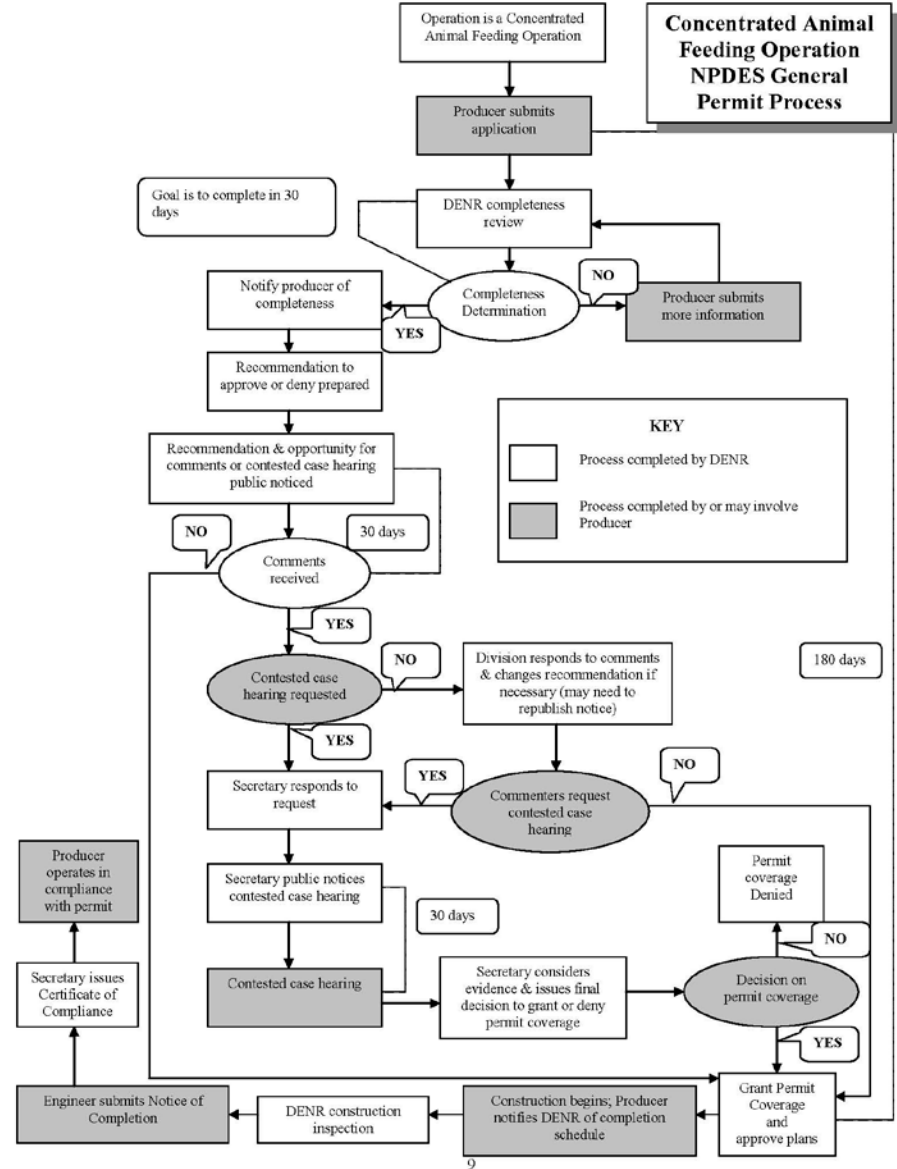 Operation is a Concentrated
Animal Feeding Operation
Concentrated Animal
Feeding Operation
NPDES General
Permit Process
Producer submits
application
Goal is to complete in 30
days
DENR completeness
review
NO
Notify producer of
completeness
Completeness
Determination
Producer submits
more information
YES
Recommendation to
approve or deny prepared
KEY
Process completed by DENR
Process completed by or may involve
Producer
Recommendation & opportunity for
comments or contested case hearing
public noticed
NO
30 days
Comments
received
YES
NO
Contested case
hearing requested
Division responds to comments
& changes recommendation if
necessary (may need to
republish notice)
180 days
YES
YES
NO
Secretary responds to
request
Commenters request
contested case
hearing
Producer
operates in
compliance
with permit
Secretary public notices
contested case hearing
Permit
coverage
Denied
30 days
NO
Secretary issues
Certificate of
Compliance
Contested case hearing
Secretary considers
evidence & issues final
decision to grant or deny
permit coverage
Decision on
permit coverage
YES
Engineer submits Notice of
Completion
DENR construction
inspection
Construction begins; Producer
notifies DENR of completion
schedule
Grant Permit
Coverage
and
approve plans
9